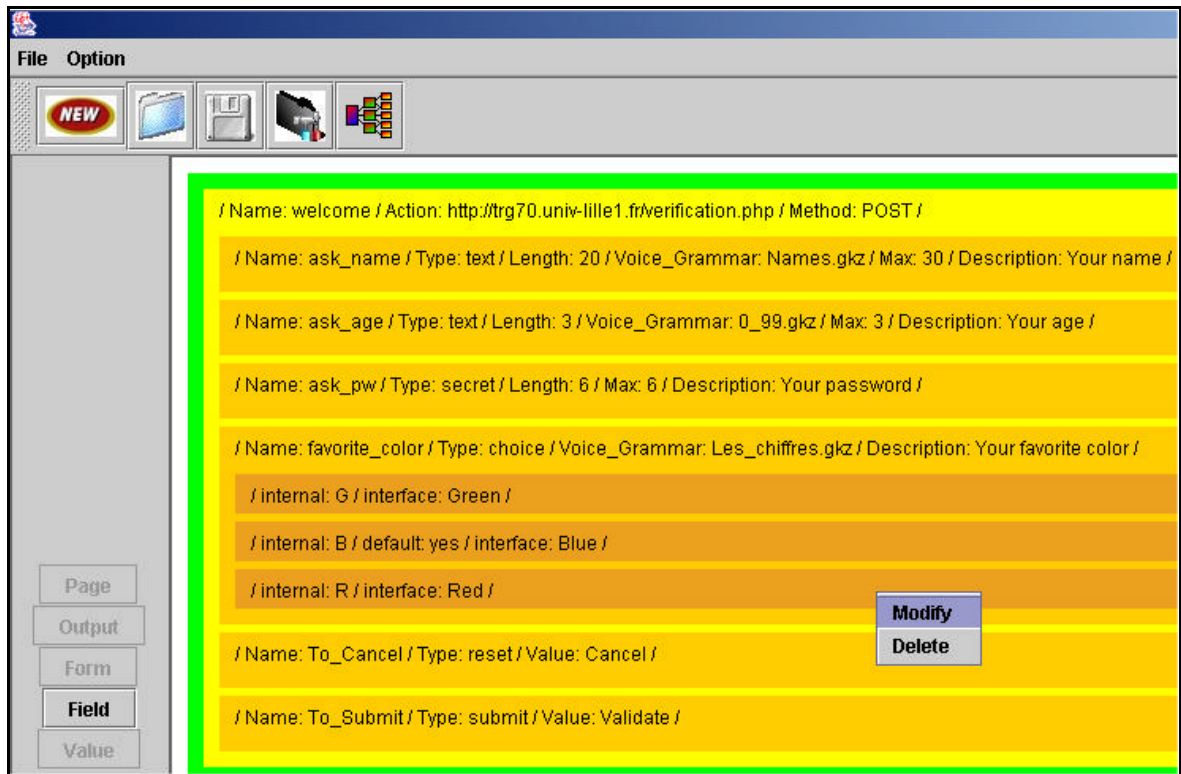 File Option
NEW
/ Name: welcome / Action: http://trg70.univ-lille1.fr/verification.php / Method: POST /
/ Name: ask_name / Type: text / Length: 20 / Voice_Grammar: Names.gkz / Max: 30 / Description: Your name /
/ Name: ask_age / Type: text / Length: 3 / Voice_Grammar: 0_99.gkz / Max: 3 / Description: Your age /
/ Name: ask_pw / Type: secret / Length: 6 / Max: 6 / Description: Your password /
/ Name: favorite_color / Type: choice / Voice_Grammar: Les_chiffres.gkz / Description: Your favorite color /
/ internal: G / interface: Green /
/ internal: B / default: yes / interface: Blue /
/ internal: R / interface: Red /
Modify
Delete
/ Name: To_Cancel / Type: reset / Value: Cancel /
/ Name: To_Submit / Type: submit / Value: Validate /
Page
Output
Form
Field
Value